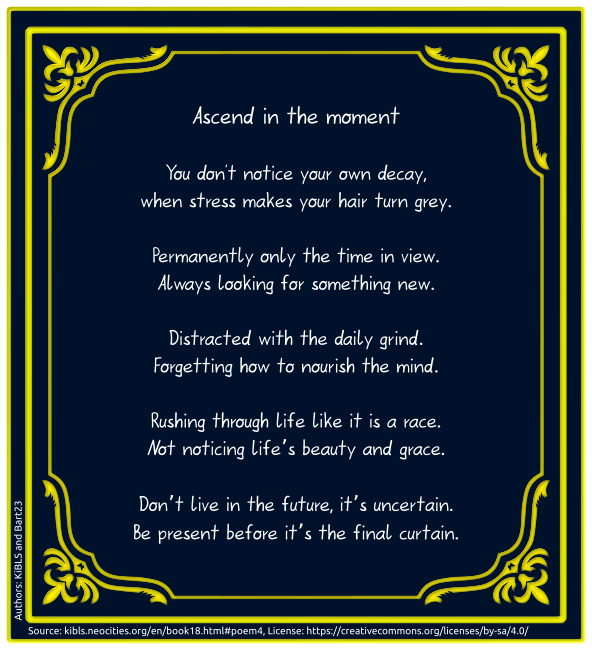 Ascend in the moment
You don't notice your own decay,
when stress makes your hair turn grey.
Permanently only the time in view.
Always looking for something new.
Distracted with the daily grind.
Forgetting how to nourish the mind.
Rushing through life like it is a race.
Not noticing life's beauty and grace.
Don't live in the future, it's uncertain.
Be present before it's the final curtain.
Authors: KiBLS and Bart23
Source: kibls.neocities.org/en/book18.html#poem4, License: https://creativecommons.org/licenses/by-sa/4.0/